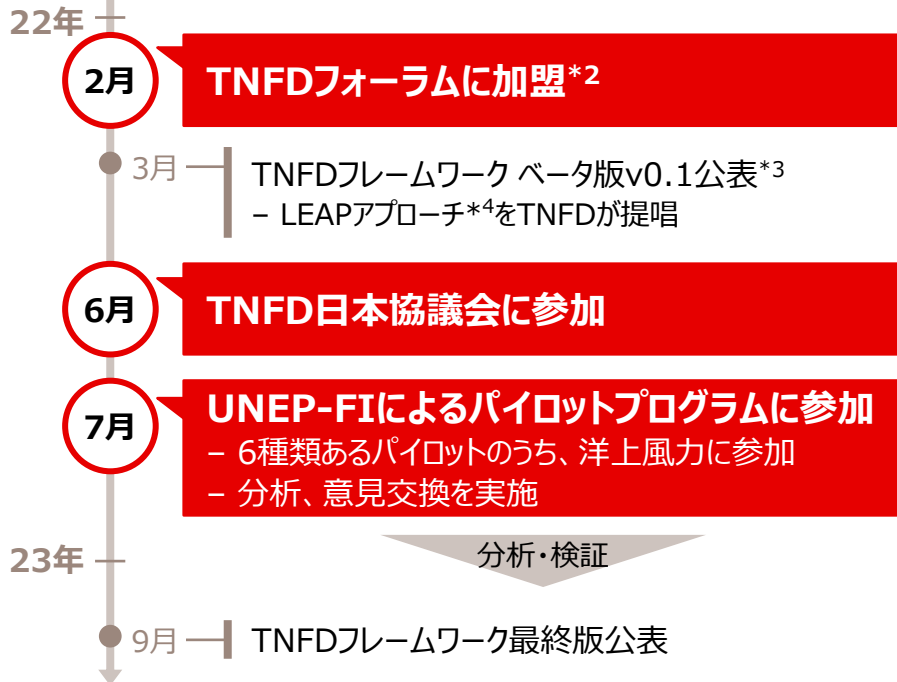 22年
2月
TNFDフォーラムに加盟*2
3月
TNFDフレームワーク ベータ版v0.1公表*3
– LEAPアプローチ*4をTNFDが提唱
6月
TNFD日本協議会に参加
7月
UNEP-FIによるパイロットプログラムに参加
– 6種類あるパイロットのうち、洋上風力に参加
– 分析、意見交換を実施
分析・検証
23年
9月
TNFDフレームワーク最終版公表